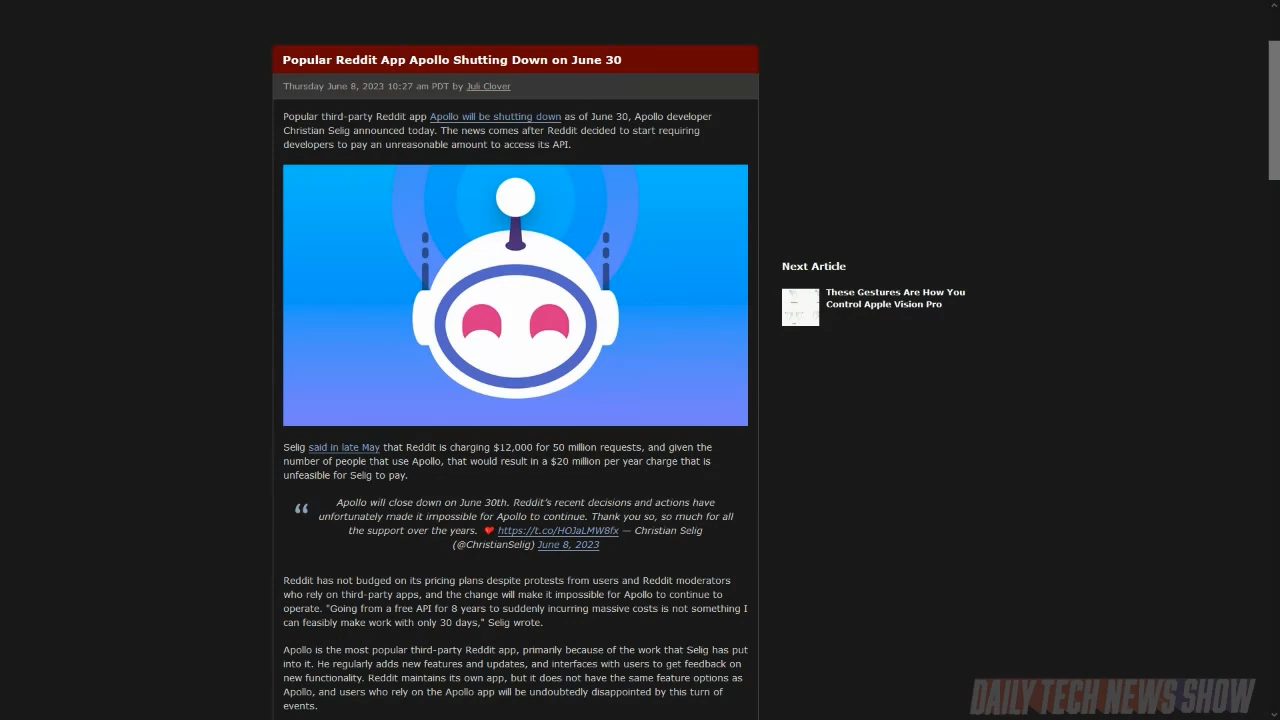 Popular Reddit App Apollo Shutting Down on June 30
Thursday June 8, 2023 10:27 am PDT by Juli Clover
Popular third-party Reddit app Apollo will be shutting down as of June 30, Apollo developer
Christian Selig announced today. The news comes after Reddit decided to start requiring
developers to pay an unreasonable amount to access its API.
Next Article
These Gestures Are How You
Control Apple Vision Pro
Selig said in late May that Reddit is charging $12,000 for 50 million requests, and given the
number of people that use Apollo, that would result in a $20 million per year charge that is
unfeasible for Selig to pay.
“ Apollo will close down on June 30th. Reddit's recent decisions and actions have
unfortunately made it impossible for Apollo to continue. Thank you so, so much for all
the support over the years. ❤️ https://t.co/HOJaLMW8fx — Christian Selig
(@ChristianSelig) June 8, 2023
Reddit has not budged on its pricing plans despite protests from users and Reddit moderators
who rely on third-party apps, and the change will make it impossible for Apollo to continue to
operate. "Going from a free API for 8 years to suddenly incurring massive costs is not something I
can feasibly make work with only 30 days," Selig wrote.
Apollo is the most popular third-party Reddit app, primarily because of the work that Selig has put
into it. He regularly adds new features and updates, and interfaces with users to get feedback on
new functionality. Reddit maintains its own app, but it does not have the same feature options as
Apollo, and users who rely on the Apollo app will be undoubtedly disappointed by this turn of
events.
DAILY TECH NEWS SHOW